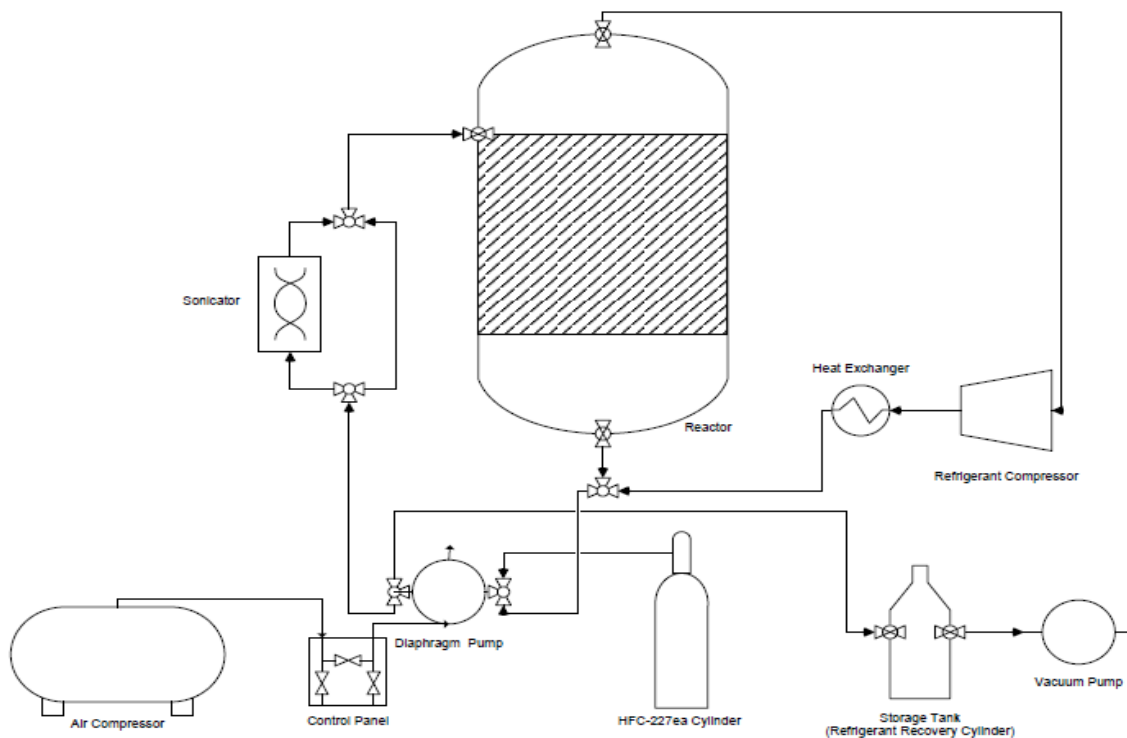 Sonicator
Heat Exchanger
Reactor
Refrigerant Compressor
Diaphragm Pump
Air Compressor
Control Panel
HFC-227ea Cylinder
Storage Tank
(Refrigerant Recovery Cylinder)
Vacuum Pump